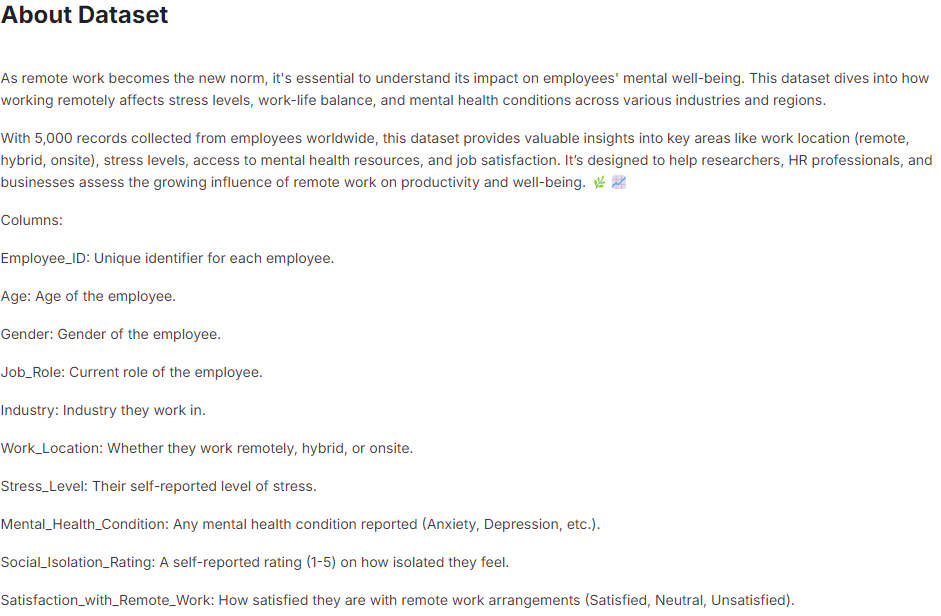 About Dataset
As remote work becomes the new norm, it's essential to understand its impact on employees' mental well-being. This dataset dives into how
working remotely affects stress levels, work-life balance, and mental health conditions across various industries and regions.
With 5,000 records collected from employees worldwide, this dataset provides valuable insights into key areas like work location (remote,
hybrid, onsite), stress levels, access to mental health resources, and job satisfaction. It’s designed to help researchers, HR professionals, and
businesses assess the growing influence of remote work on productivity and well-being. 🌿 📈
Columns:
Employee_ID: Unique identifier for each employee.
Age: Age of the employee.
Gender: Gender of the employee.
Job_Role: Current role of the employee.
Industry: Industry they work in.
Work_Location: Whether they work remotely, hybrid, or onsite.
Stress_Level: Their self-reported level of stress.
Mental_Health_Condition: Any mental health condition reported (Anxiety, Depression, etc.).
Social_Isolation_Rating: A self-reported rating (1-5) on how isolated they feel.
Satisfaction_with_Remote_Work: How satisfied they are with remote work arrangements (Satisfied, Neutral, Unsatisfied).